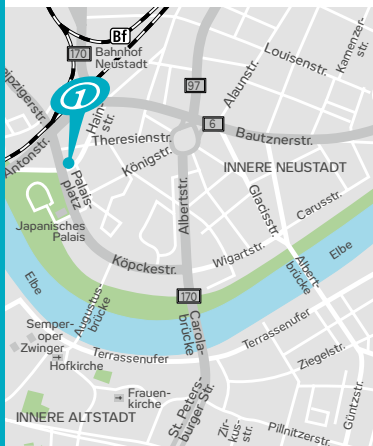 Bf
170
Bahnhof
Neustadt
Louisenstr.
Kamenzer-
str.
Leipzigerstr.
97
Alaunstr.
i
Hain-
str.
6
Bautznerstr.
Antonstr.
Theresienstr.
Königstr.
INNERE NEUSTADT
Palais-
platz
Albertstr.
Glacisstr.
Carusstr.
Japanisches
Palais
Köpckestr.
Wigartstr.
Albert-
brücke
Elbe
Elbe
170
Augustus-
brücke
Carola-
brücke
Semper-
oper
Zwinger
Hofkirche
Terrassenufer
Terrassenufer
Ziegelstr.
Frauen-
kirche
St. Peters-
burger Str.
INNERE ALTSTADT
Zir-
kus-
str.
Pillnitzerstr.
Güntzstr.